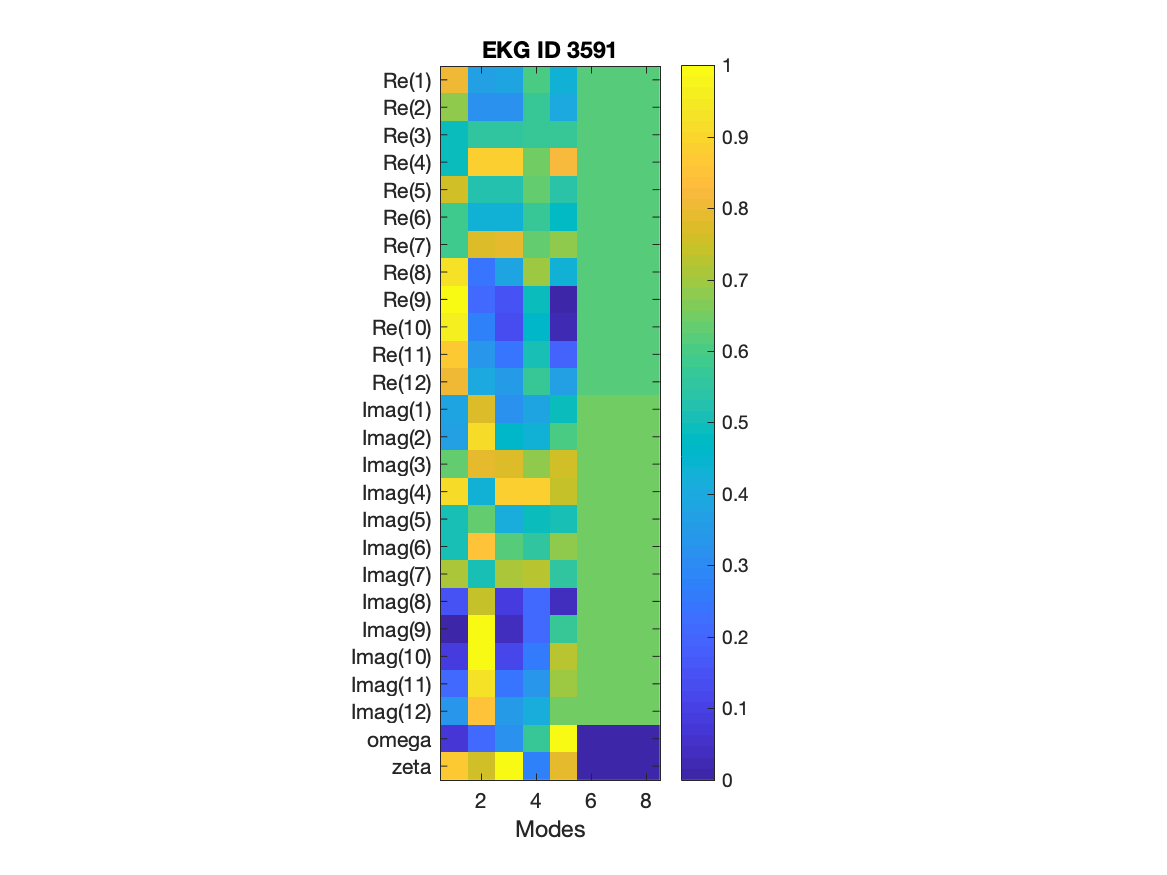 EKG ID 3591
Re(1)
Re(2)
Re(3)
Re(4)
Re(5)
Re(6)
Re(7)
Re(8)
Re(9)
Re(10)
Re(11)
Re(12)
Imag(1)
Imag(2)
Imag(3)
Imag(4)
Imag(5)
Imag(6)
Imag(7)
Imag(8)
Imag(9)
Imag(10)
Imag(11)
Imag(12)
omega
zeta
2 4 6 8
Modes
1
0.9
0.8
0.7
0.6
0.5
0.4
0.3
0.2
0.1
0